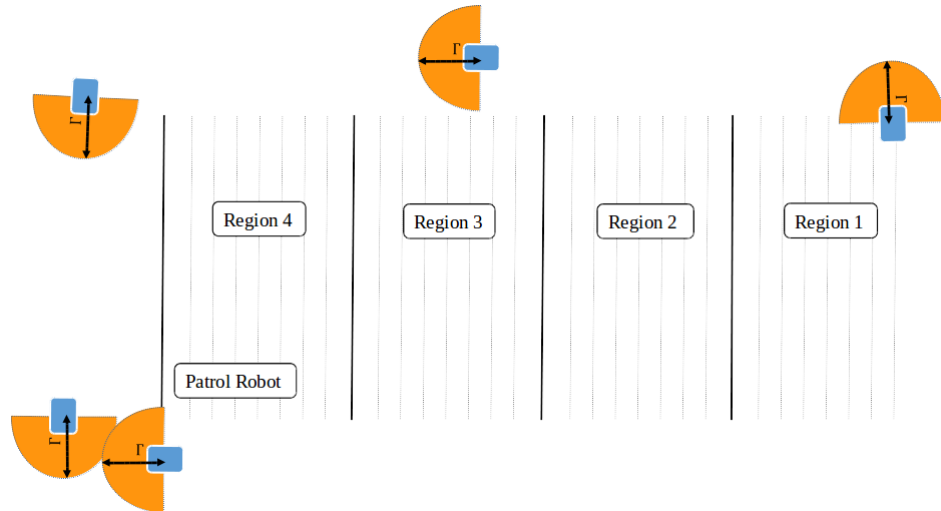 Γ
Γ
Γ
Region 4
Region 3
Region 2
Region 1
Patrol Robot
Γ
Γ